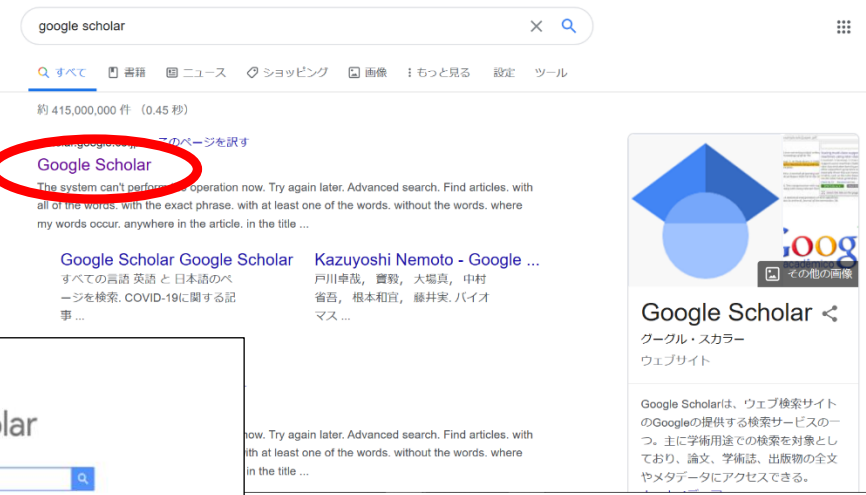 google scholar
すべて 書籍 ニュース ショッピング 画像 もっと見る 設定 ツール
約 415,000,000 件 （0.45 秒）
このページを訳す
Google Scholar
The system can't perform operation now. Try again later. Advanced search. Find articles. with
all of the words. with the exact phrase. with at least one of the words. without the words. where
my words occur. anywhere in the article. in the title ...
Google Scholar Google Scholar
すべての言語 英語 と 日本語のペ
ージを検索. COVID-19に関する記
事 ...
Kazuyoshi Nemoto - Google ...
戸川卓哉, 大場真, 中村
省吾, 根本和宜, 藤井実. バイオ
マス ...
lar
now. Try again later. Advanced search. Find articles. with
ith at least one of the words. without the words. where
in the title ...
Goog
académico
その他の画像
Google Scholar
グーグル・スカラー
ウェブサイト
Google Scholarは、ウェブ検索サイト
のGoogleの提供する検索サービスの一
つ。主に学術用途での検索を対象とし
ており、論文、学術誌、出版物の全文
やメタデータにアクセスできる。